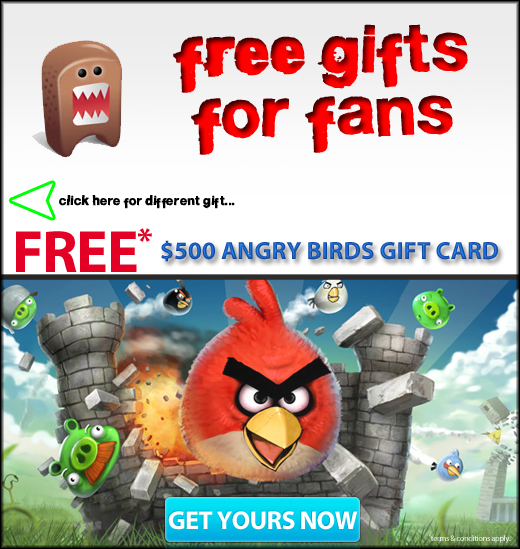 free gifts
for fans
click here for different gift...
FREE* $500 ANGRY BIRDS GIFT CARD
GET YOURS NOW
terms & conditions apply.